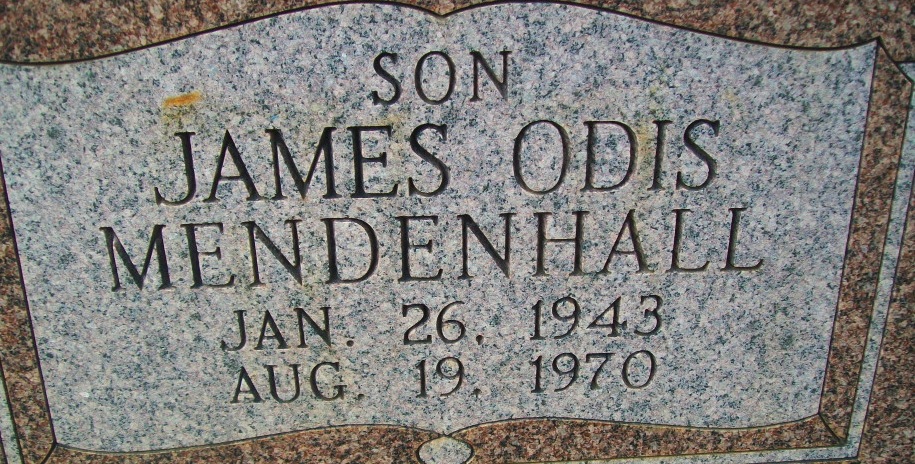 SON
JAMES ODIS
MENDENHALL
JAN. 26, 1943
AUG. 19, 1970